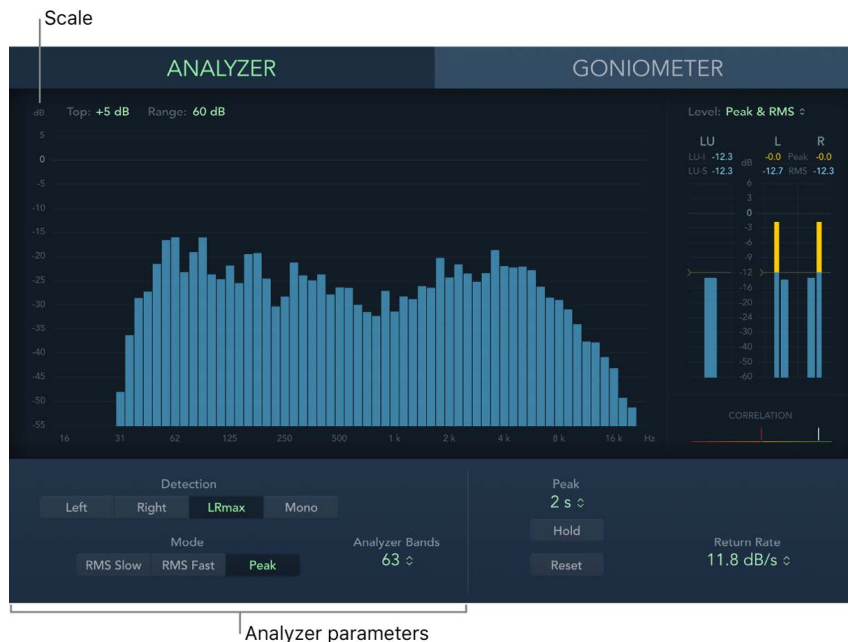 Scale
ANALYZER GONIOMETER
dB Top: +5 dB Range: 60 dB Level: Peak & RMS
5
0
-5
-10
-15
-20
-25
-30
-35
-40
-45
-50
-55
16 31 62 125 250 500 1 k 2 k 4 k 8 k 16 k Hz
LU L R
LU-I -12.3 dB -0.0 Peak -0.0
LU-S -12.3 -12.7 RMS -12.3
6
3
0
-3
-6
-9
-12
-16
-20
-24
-30
-40
-50
-60
CORRELATION
Detection
Left Right LRmax Mono
Mode
RMS Slow RMS Fast Peak
Analyzer Bands
63
Peak
2 s
Hold
Reset
Return Rate
11.8 dB/s
Analyzer parameters